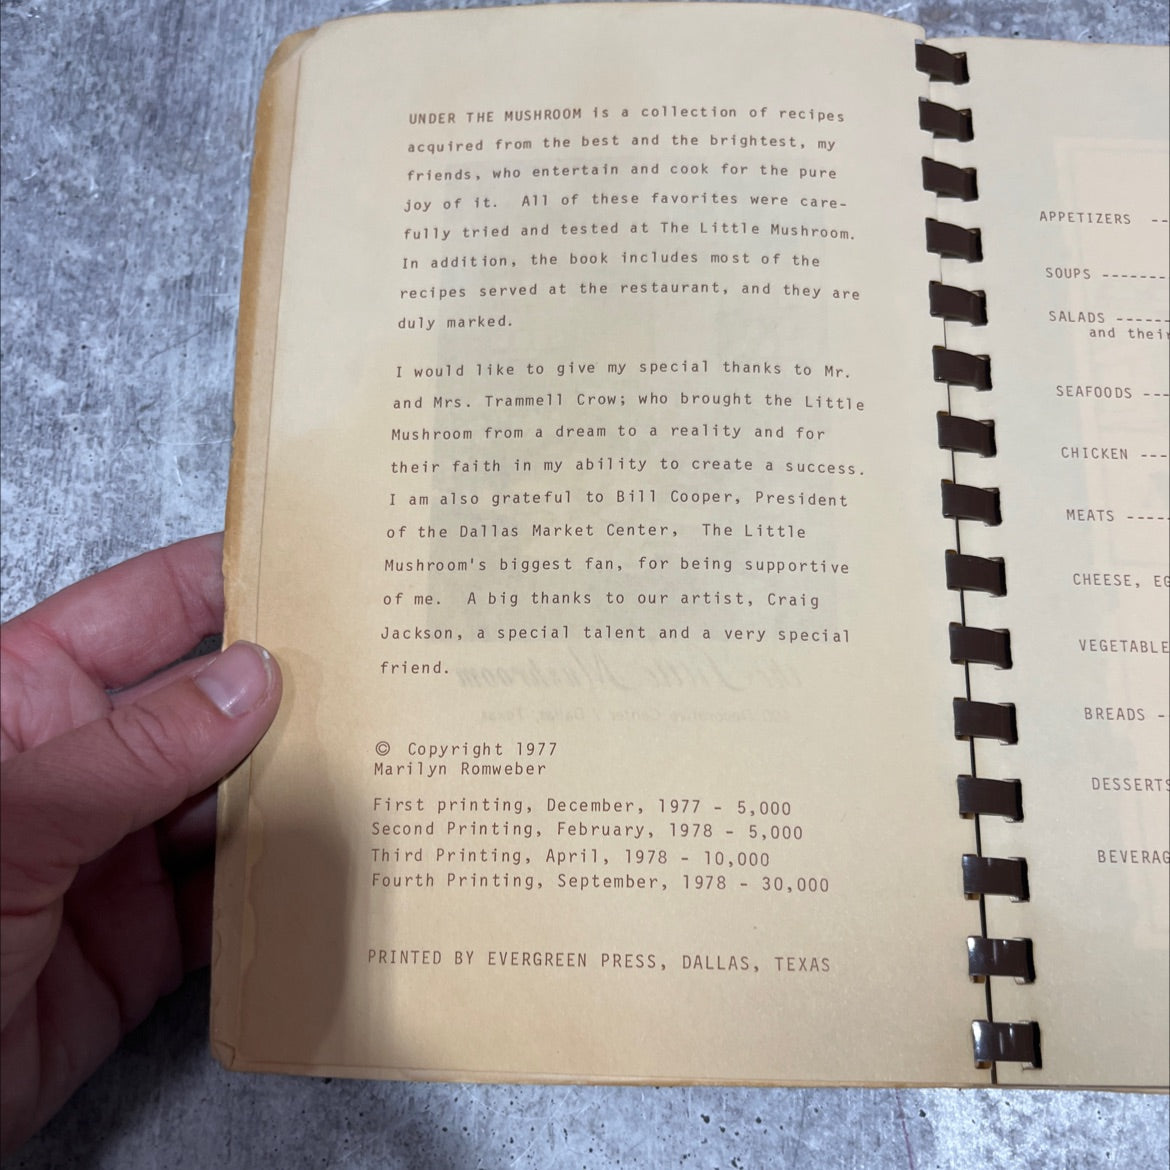 UNDER THE MUSHROOM is a collection of recipes
acquired from the best and the brightest, my
friends, who entertain and cook for the pure
joy of it. All of these favorites were care-
fully tried and tested at The Little Mushroom.
In addition, the book includes most of the
recipes served at the restaurant, and they are
duly marked.
I would like to give my special thanks to Mr.
and Mrs. Trammell Crow; who brought the Little
Mushroom from a dream to a reality and for
their faith in my ability to create a success.
I am also grateful to Bill Cooper, President
of the Dallas Market Center, The Little
Mushroom's biggest fan, for being supportive
of me. A big thanks to our artist, Craig
Jackson, a special talent and a very special
friend.
© Copyright 1977
Marilyn Romweber
First printing, December, 1977 - 5,000
Second Printing, February, 1978 - 5,000
Third Printing, April, 1978 - 10,000
Fourth Printing, September, 1978 - 30,000
PRINTED BY EVERGREEN PRESS, DALLAS, TEXAS
APPETIZERS --
SOUPS -------
SALADS ------
and their
SEAFOODS ---
CHICKEN ---
MEATS -----
CHEESE, EG
VEGETABLE
BREADS -
DESSERTS
BEVERAG